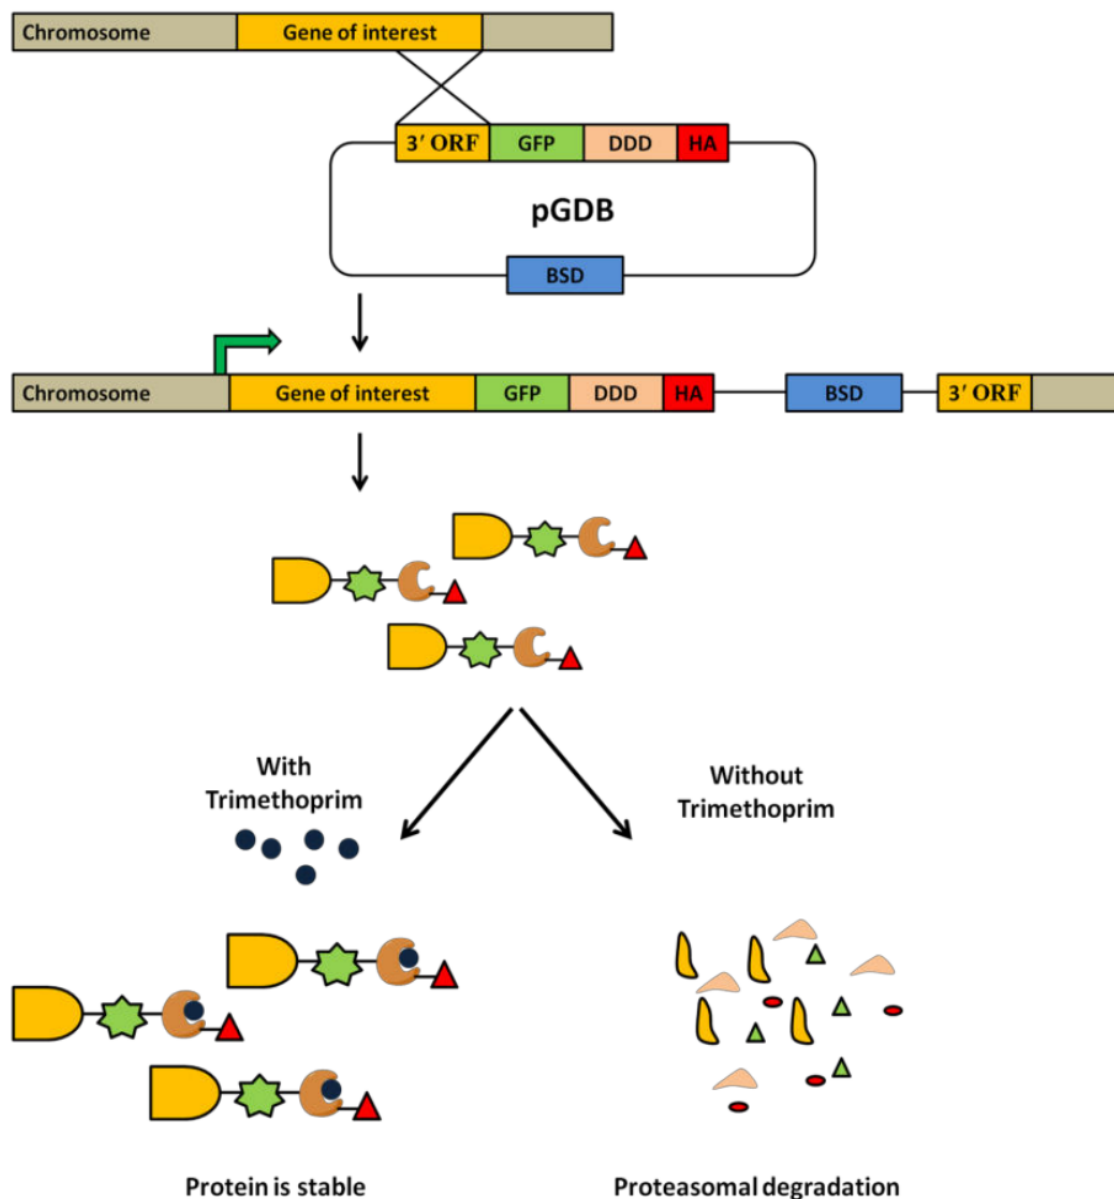 Chromosome Gene of interest
3′ ORF GFP DDD HA
pGDB
BSD
Chromosome Gene of interest GFP DDD HA BSD 3′ ORF
With
Trimethoprim
Without
Trimethoprim
Protein is stable
Proteasomal degradation